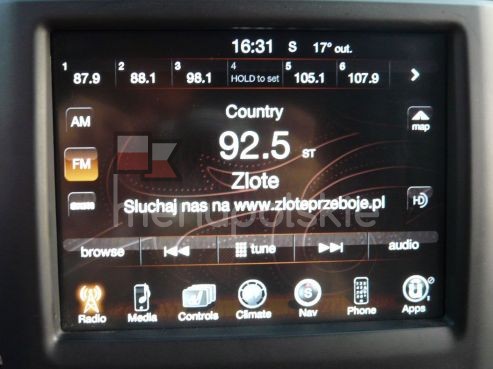 16:31 S 17° out.
1 2 3 4 5 6
87.9 88.1 98.1 HOLD to set 105.1 107.9
AM
Country
map
FM
92.5 ST
Zlote
Sluchaj nas na www.zloteprzeboje.pl
HD
menupolskie
browse tune audio
Radio Media Controls Climate Nav Phone Apps